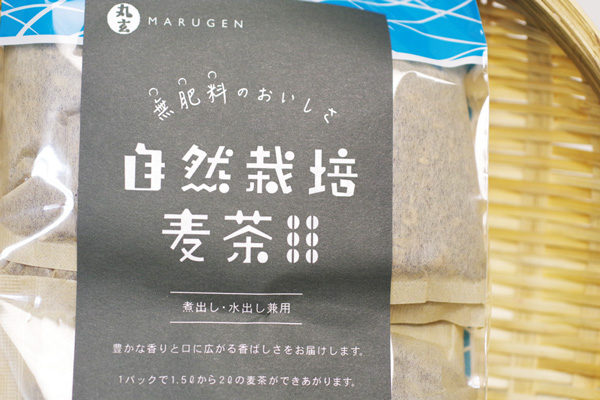 丸玄 MARUGEN
無肥料のおいしさ
自然栽培
麦茶
煮出し・水出し兼用
豊かな香りと口に広がる香ばしさをお届けします。
1パックで1.5ℓから2ℓの麦茶ができあがります。